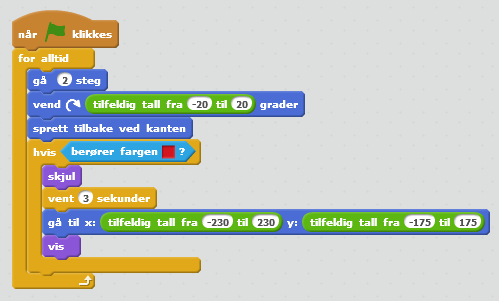 når klikkes
for alltid
gå 2 steg
vend tilfeldig tall fra -20 til 20 grader
sprett tilbake ved kanten
hvis berører fargen ?
skjul
vent 3 sekunder
gå til x: tilfeldig tall fra -230 til 230 y: tilfeldig tall fra -175 til 175
vis